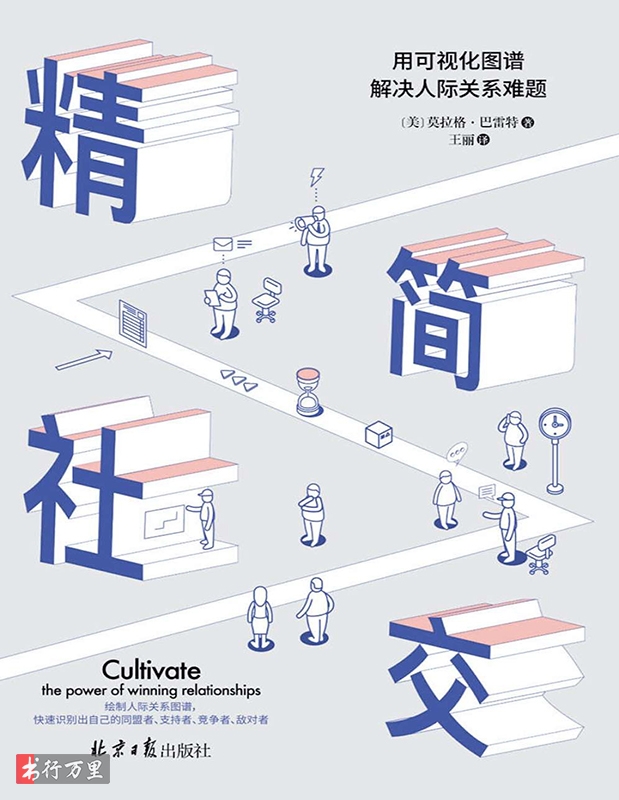 用可视化图谱
解决人际关系难题
〔美〕莫拉格·巴雷特 著
王丽 译
精
简
社
交
Cultivate
the power of winning relationships
绘制人际关系图谱，
快速识别出自己的同盟者、支持者、竞争者、敌对者
北京日报出版社
书行万里